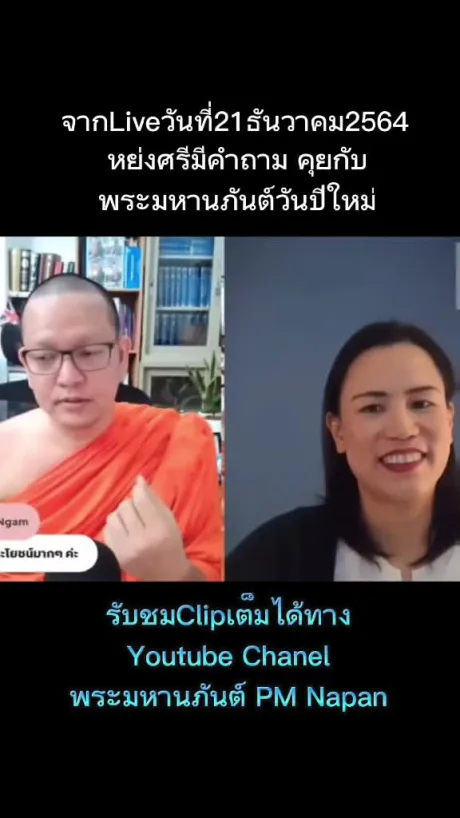 จากLiveวันที่21ธันวาคม2564
หย่งศรีมีคำถาม คุยกับ
พระมหานภันต์วันปีใหม่
Ngam
ะโยชน์มากๆ ค่ะ
รับชมClipเต็มได้ทาง
Youtube Chanel
พระมหานภันต์ PM Napan